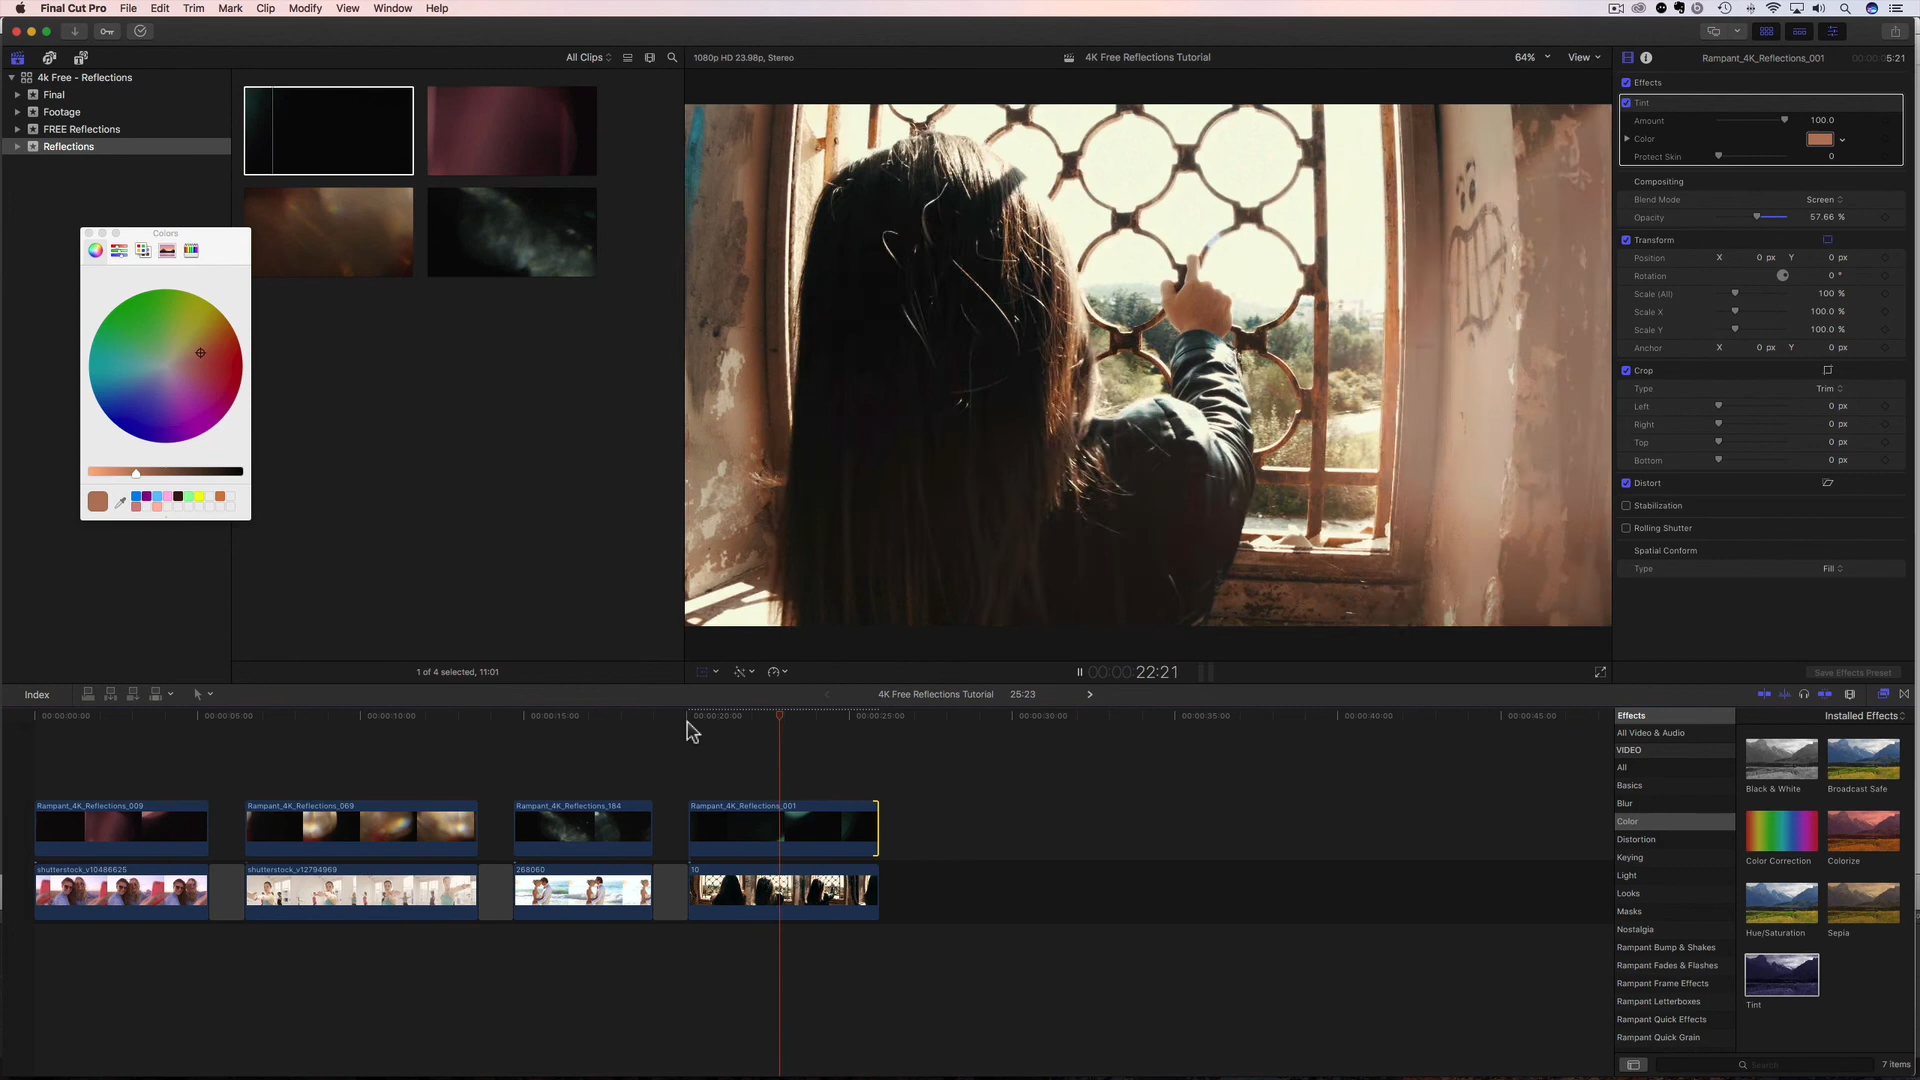 Final Cut Pro File Edit Trim Mark Clip Modify View Window Help
All Clips
1080p HD 23.98p, Stereo
4K Free Reflections Tutorial
64%
View
Rampant_4K_Reflections_001
5:21
4k Free - Reflections
Final
Footage
FREE Reflections
Reflections
Colors
Effects
Tint
Amount 100.0
Color
Protect Skin 0
Compositing
Blend Mode Screen
Opacity 57.66 %
Transform
Position X 0 px Y 0 px
Rotation 0 °
Scale (All) 100 %
Scale X 100.0 %
Scale Y 100.0 %
Anchor X 0 px Y 0 px
Crop
Type Trim
Left 0 px
Right 0 px
Top 0 px
Bottom 0 px
Distort
Stabilization
Rolling Shutter
Spatial Conform
Type Fill
1 of 4 selected, 11:01
00:00:22:21
Save Effects Preset
Index
4K Free Reflections Tutorial 25:23
00:00:00:00 00:00:05:00 00:00:10:00 00:00:15:00 00:00:20:00 00:00:25:00 00:00:30:00 00:00:35:00 00:00:40:00 00:00:45:00
Rampant_4K_Reflections_009
Rampant_4K_Reflections_069
Rampant_4K_Reflections_184
Rampant_4K_Reflections_001
shutterstock_v10486625
shutterstock_v12794969
268060
10
Effects
Installed Effects
All Video & Audio
VIDEO
All
Basics
Blur
Color
Distortion
Keying
Light
Looks
Masks
Nostalgia
Rampant Bump & Shakes
Rampant Fades & Flashes
Rampant Frame Effects
Rampant Letterboxes
Rampant Quick Effects
Rampant Quick Grain
Black & White
Broadcast Safe
Color Correction
Colorize
Hue/Saturation
Sepia
Tint
Search
7 items